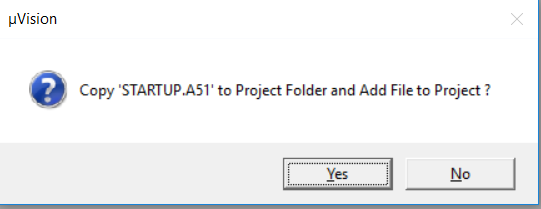 µVision
Copy 'STARTUP.A51' to Project Folder and Add File to Project ?
Yes
No